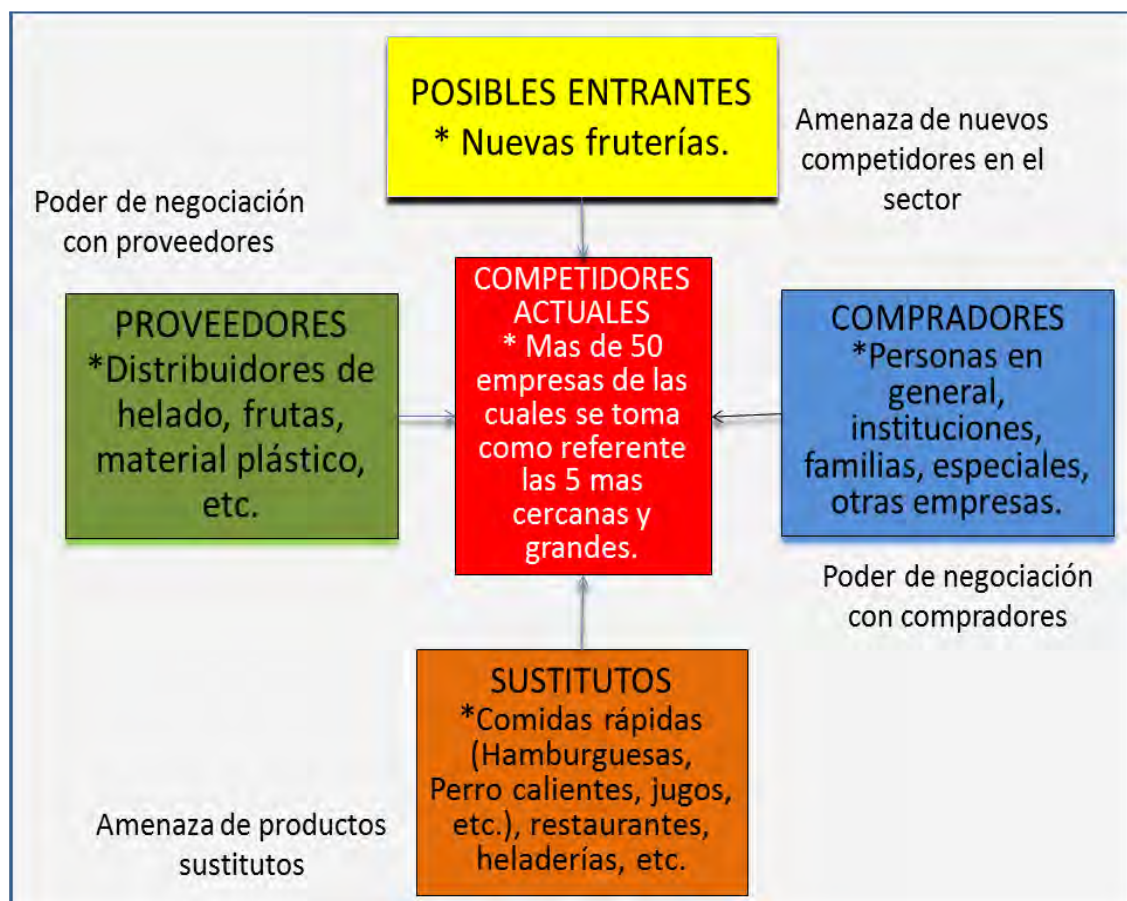 POSIBLES ENTRANTES
* Nuevas fruterías.
Amenaza de nuevos
competidores en el
sector
Poder de negociación
con proveedores
PROVEEDORES
*Distribuidores de
helado, frutas,
material plástico,
etc.
COMPETIDORES
ACTUALES
* Mas de 50
empresas de las
cuales se toma
como referente
las 5 mas
cercanas y
grandes.
COMPRADORES
*Personas en
general,
instituciones,
familias, especiales,
otras empresas.
Poder de negociación
con compradores
SUSTITUTOS
*Comidas rápidas
(Hamburguesas,
Perro calientes, jugos,
etc.), restaurantes,
heladerías, etc.
Amenaza de productos
sustitutos